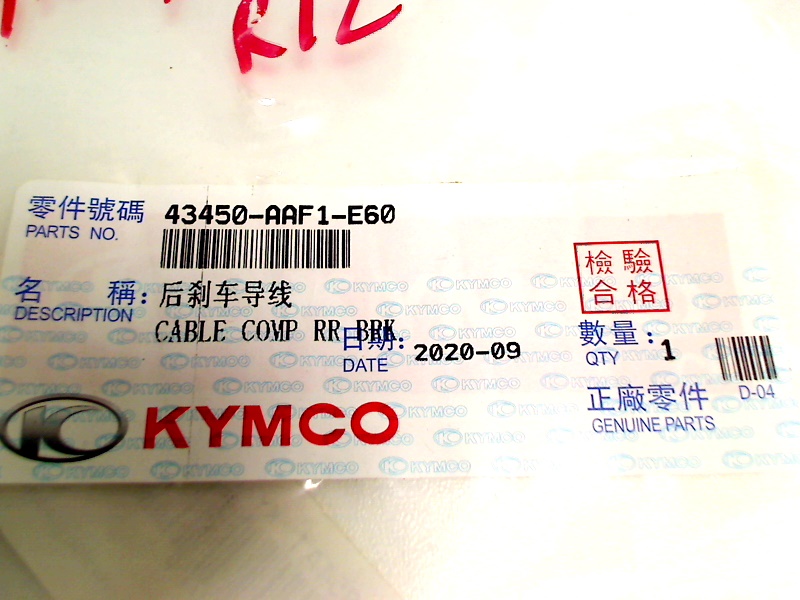 R12
零件號碼 43450-AAF1-E60
PARTS NO.
名 稱: 后刹车导线
DESCRIPTION
CABLE COMP RR BRK
日期:
DATE 2020-09
檢驗
合格
數量: 1
QTY
D-04
正廠零件
GENUINE PARTS
KYMCO